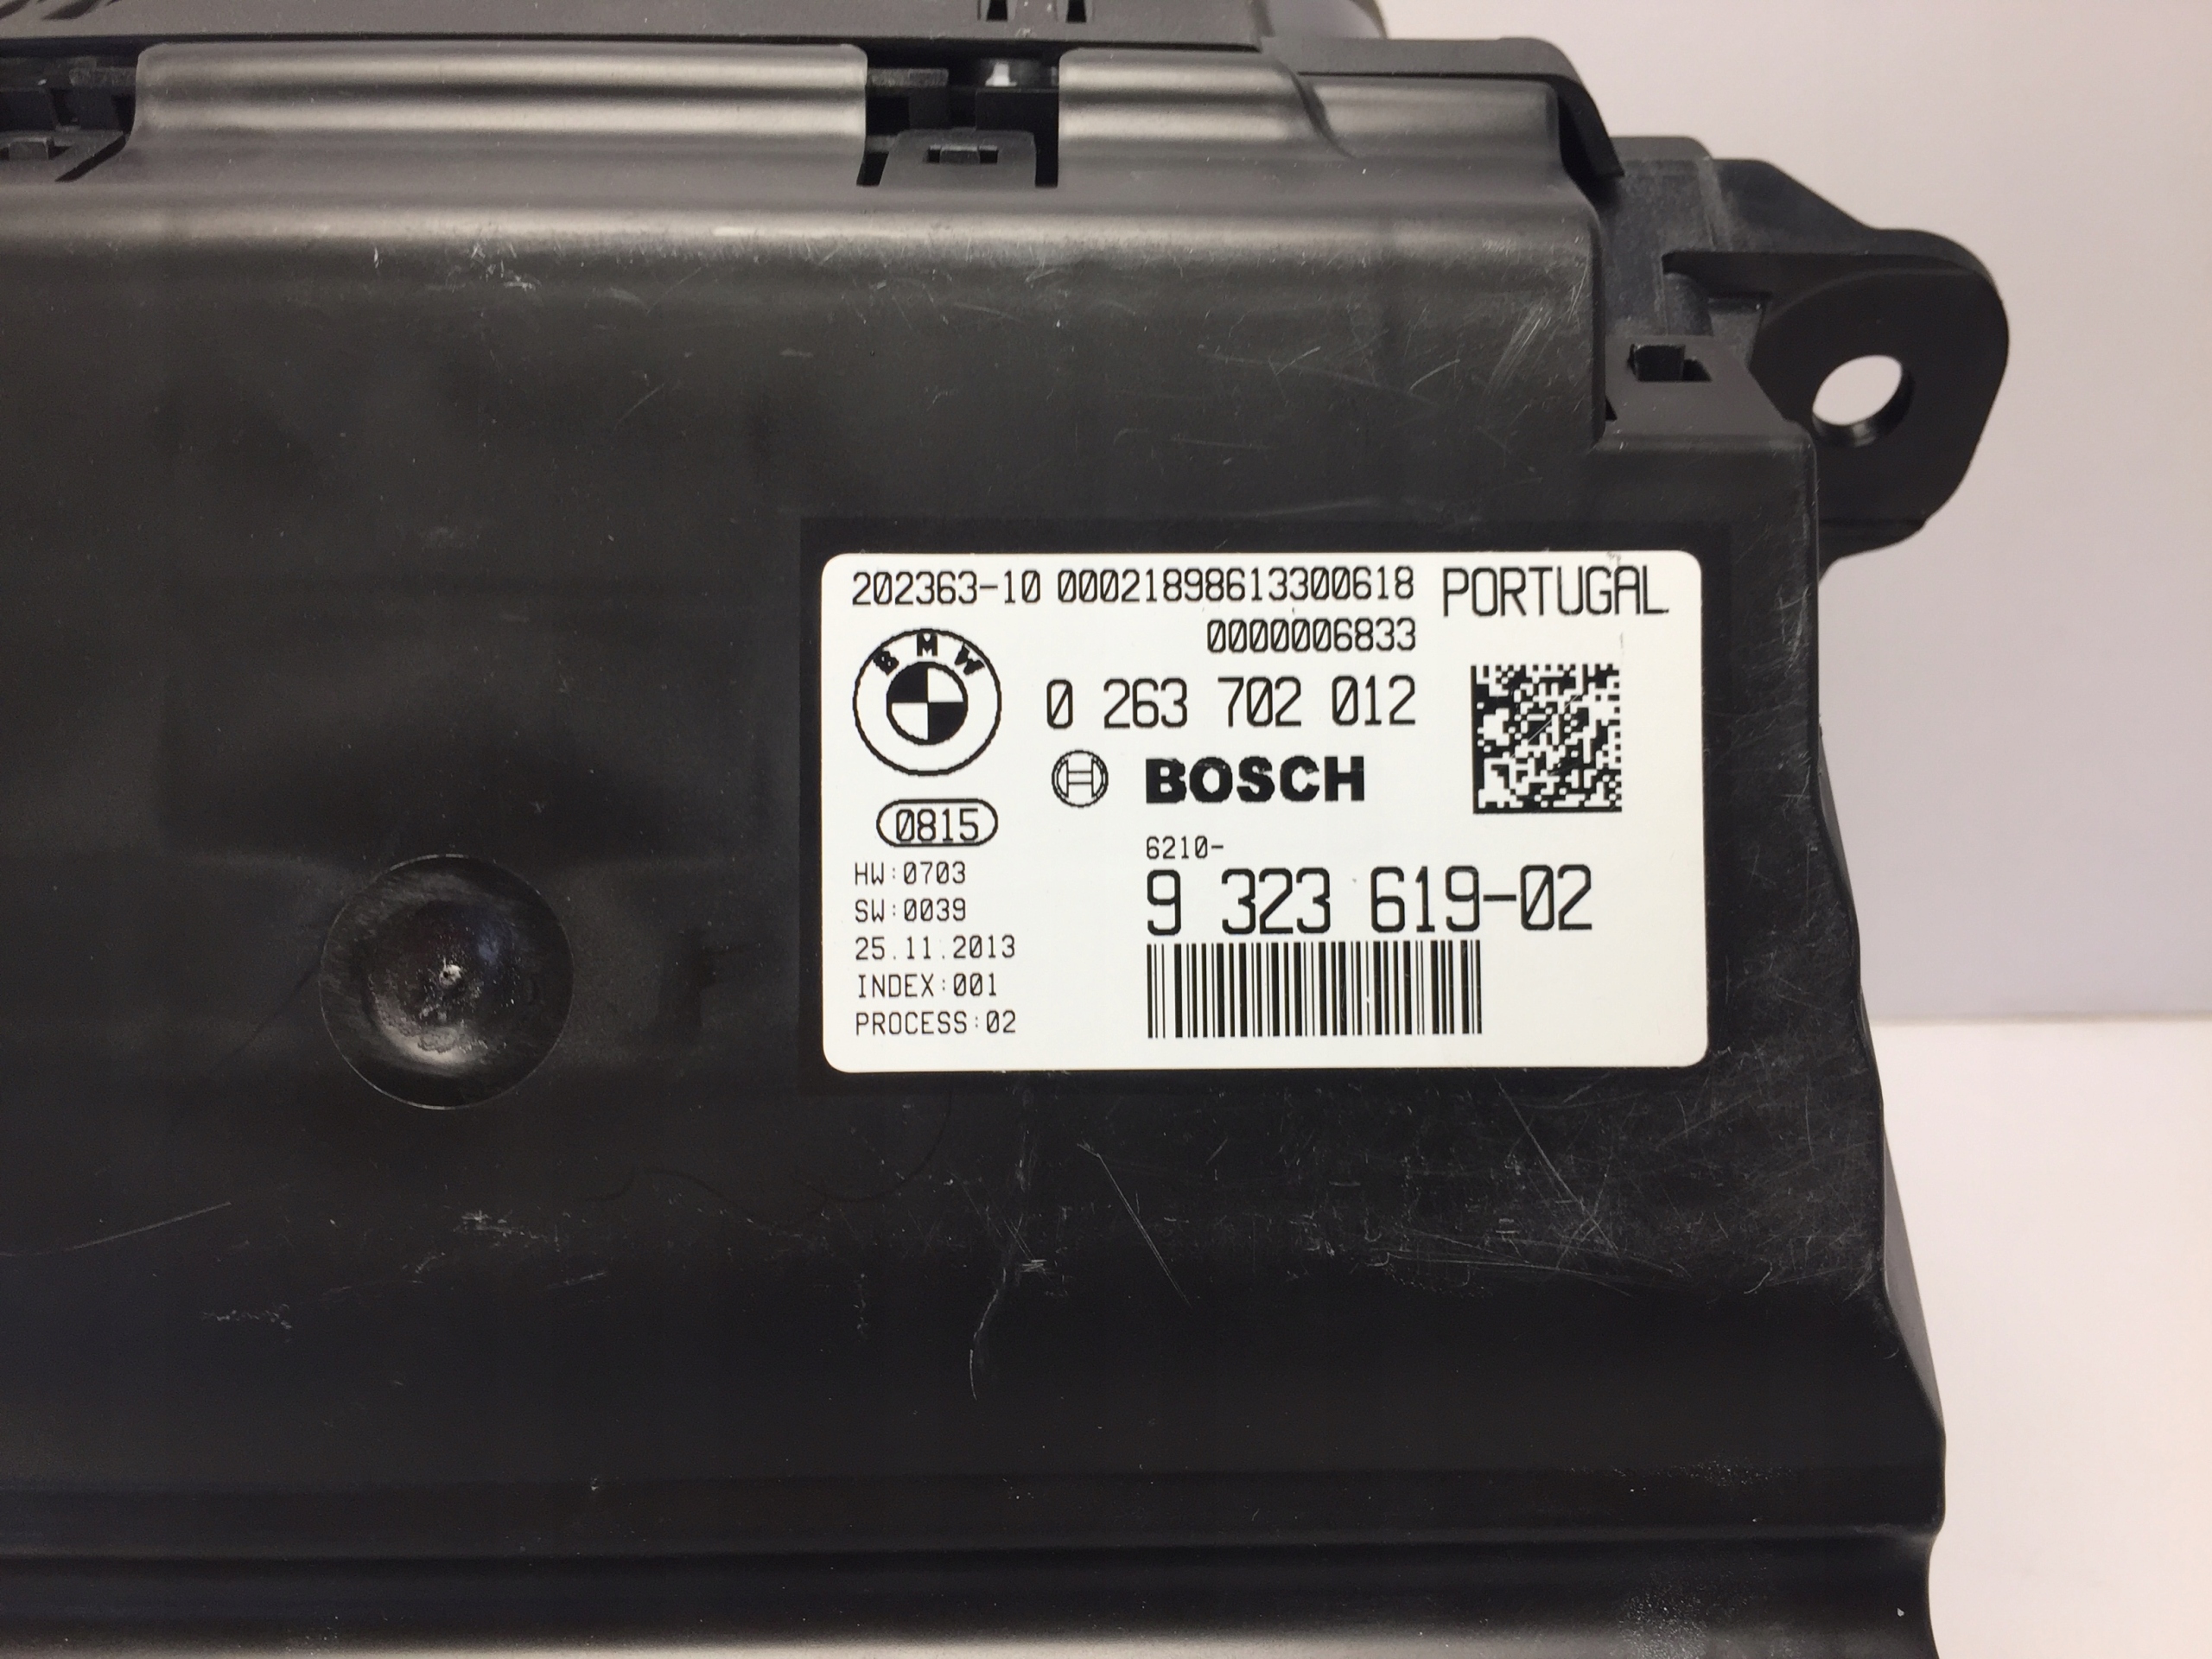 202363-10 00021898613300618 PORTUGAL
0000006833
BMW
0 263 702 012
BOSCH
0815
6210-
HW:0703
9 323 619-02
SW:0039
25.11.2013
INDEX:001
PROCESS:02